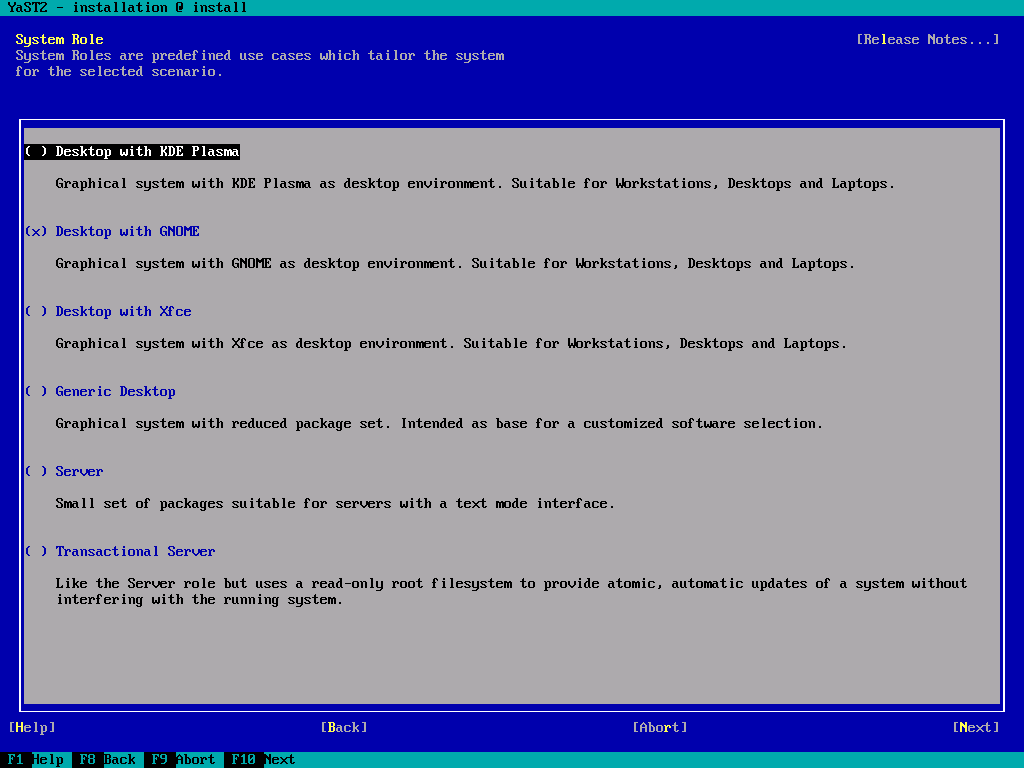 YaST2 - installation @ install
System Role
[Release Notes...]
System Roles are predefined use cases which tailor the system
for the selected scenario.
( ) Desktop with KDE Plasma
Graphical system with KDE Plasma as desktop environment. Suitable for Workstations, Desktops and Laptops.
(x) Desktop with GNOME
Graphical system with GNOME as desktop environment. Suitable for Workstations, Desktops and Laptops.
( ) Desktop with Xfce
Graphical system with Xfce as desktop environment. Suitable for Workstations, Desktops and Laptops.
( ) Generic Desktop
Graphical system with reduced package set. Intended as base for a customized software selection.
( ) Server
Small set of packages suitable for servers with a text mode interface.
( ) Transactional Server
Like the Server role but uses a read-only root filesystem to provide atomic, automatic updates of a system without
interfering with the running system.
[Help] [Back] [Abort] [Next]
F1 Help F8 Back F9 Abort F10 Next